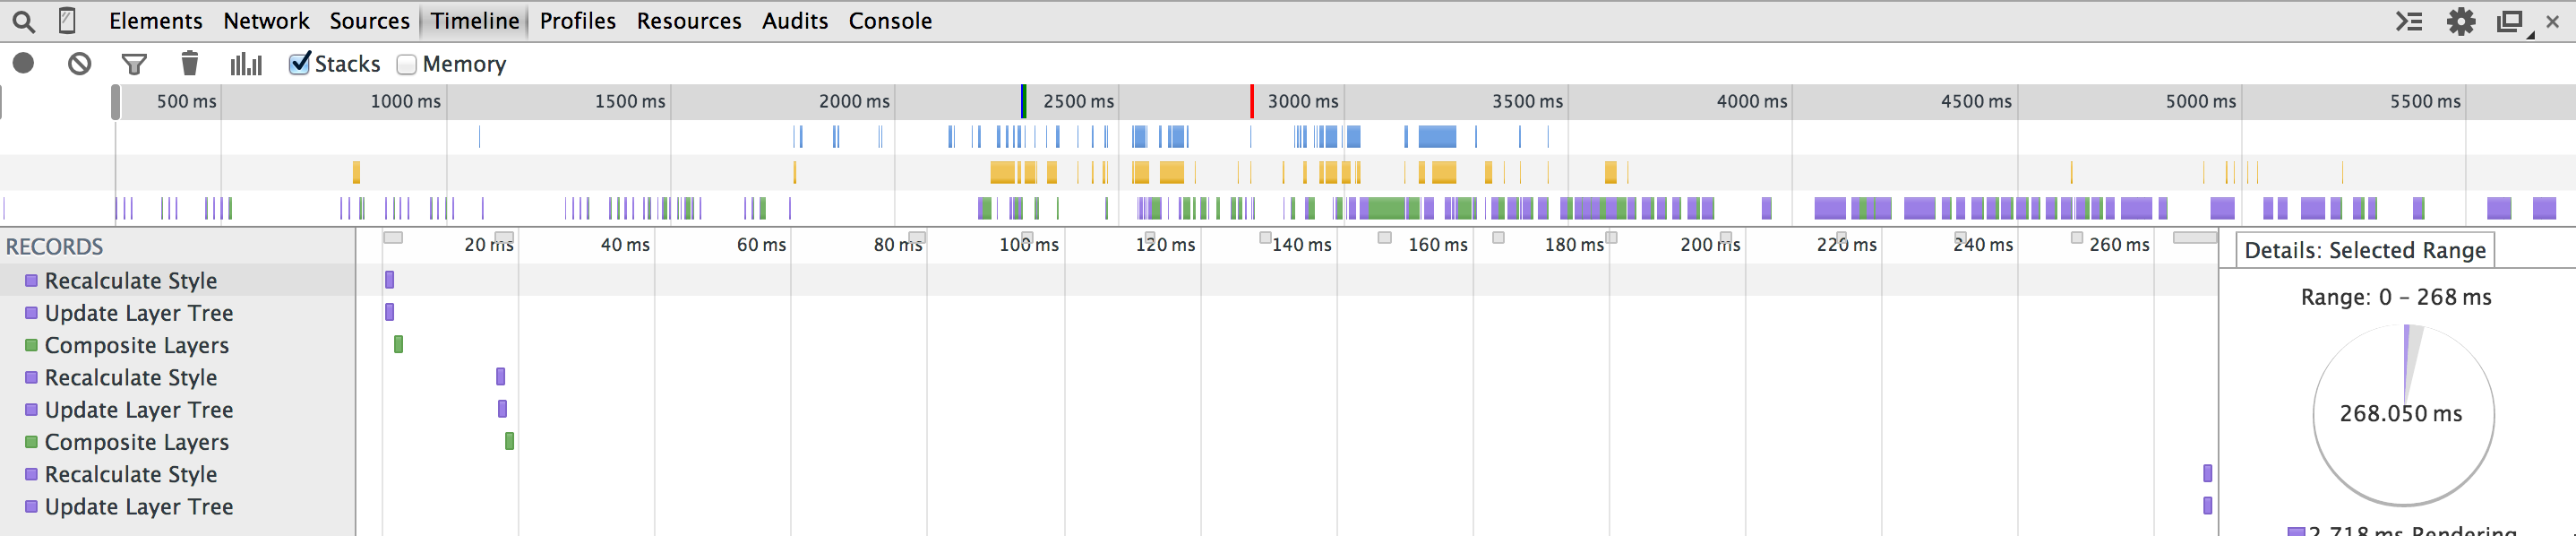 Elements Network Sources Timeline Profiles Resources Audits Console
Stacks Memory
500 ms 1000 ms 1500 ms 2000 ms 2500 ms 3000 ms 3500 ms 4000 ms 4500 ms 5000 ms 5500 ms
RECORDS 20 ms 40 ms 60 ms 80 ms 100 ms 120 ms 140 ms 160 ms 180 ms 200 ms 220 ms 240 ms 260 ms
Details: Selected Range
Recalculate Style
Update Layer Tree
Composite Layers
Recalculate Style
Update Layer Tree
Composite Layers
Recalculate Style
Update Layer Tree
Range: 0 – 268 ms
268.050 ms
2.718 ms Rendering